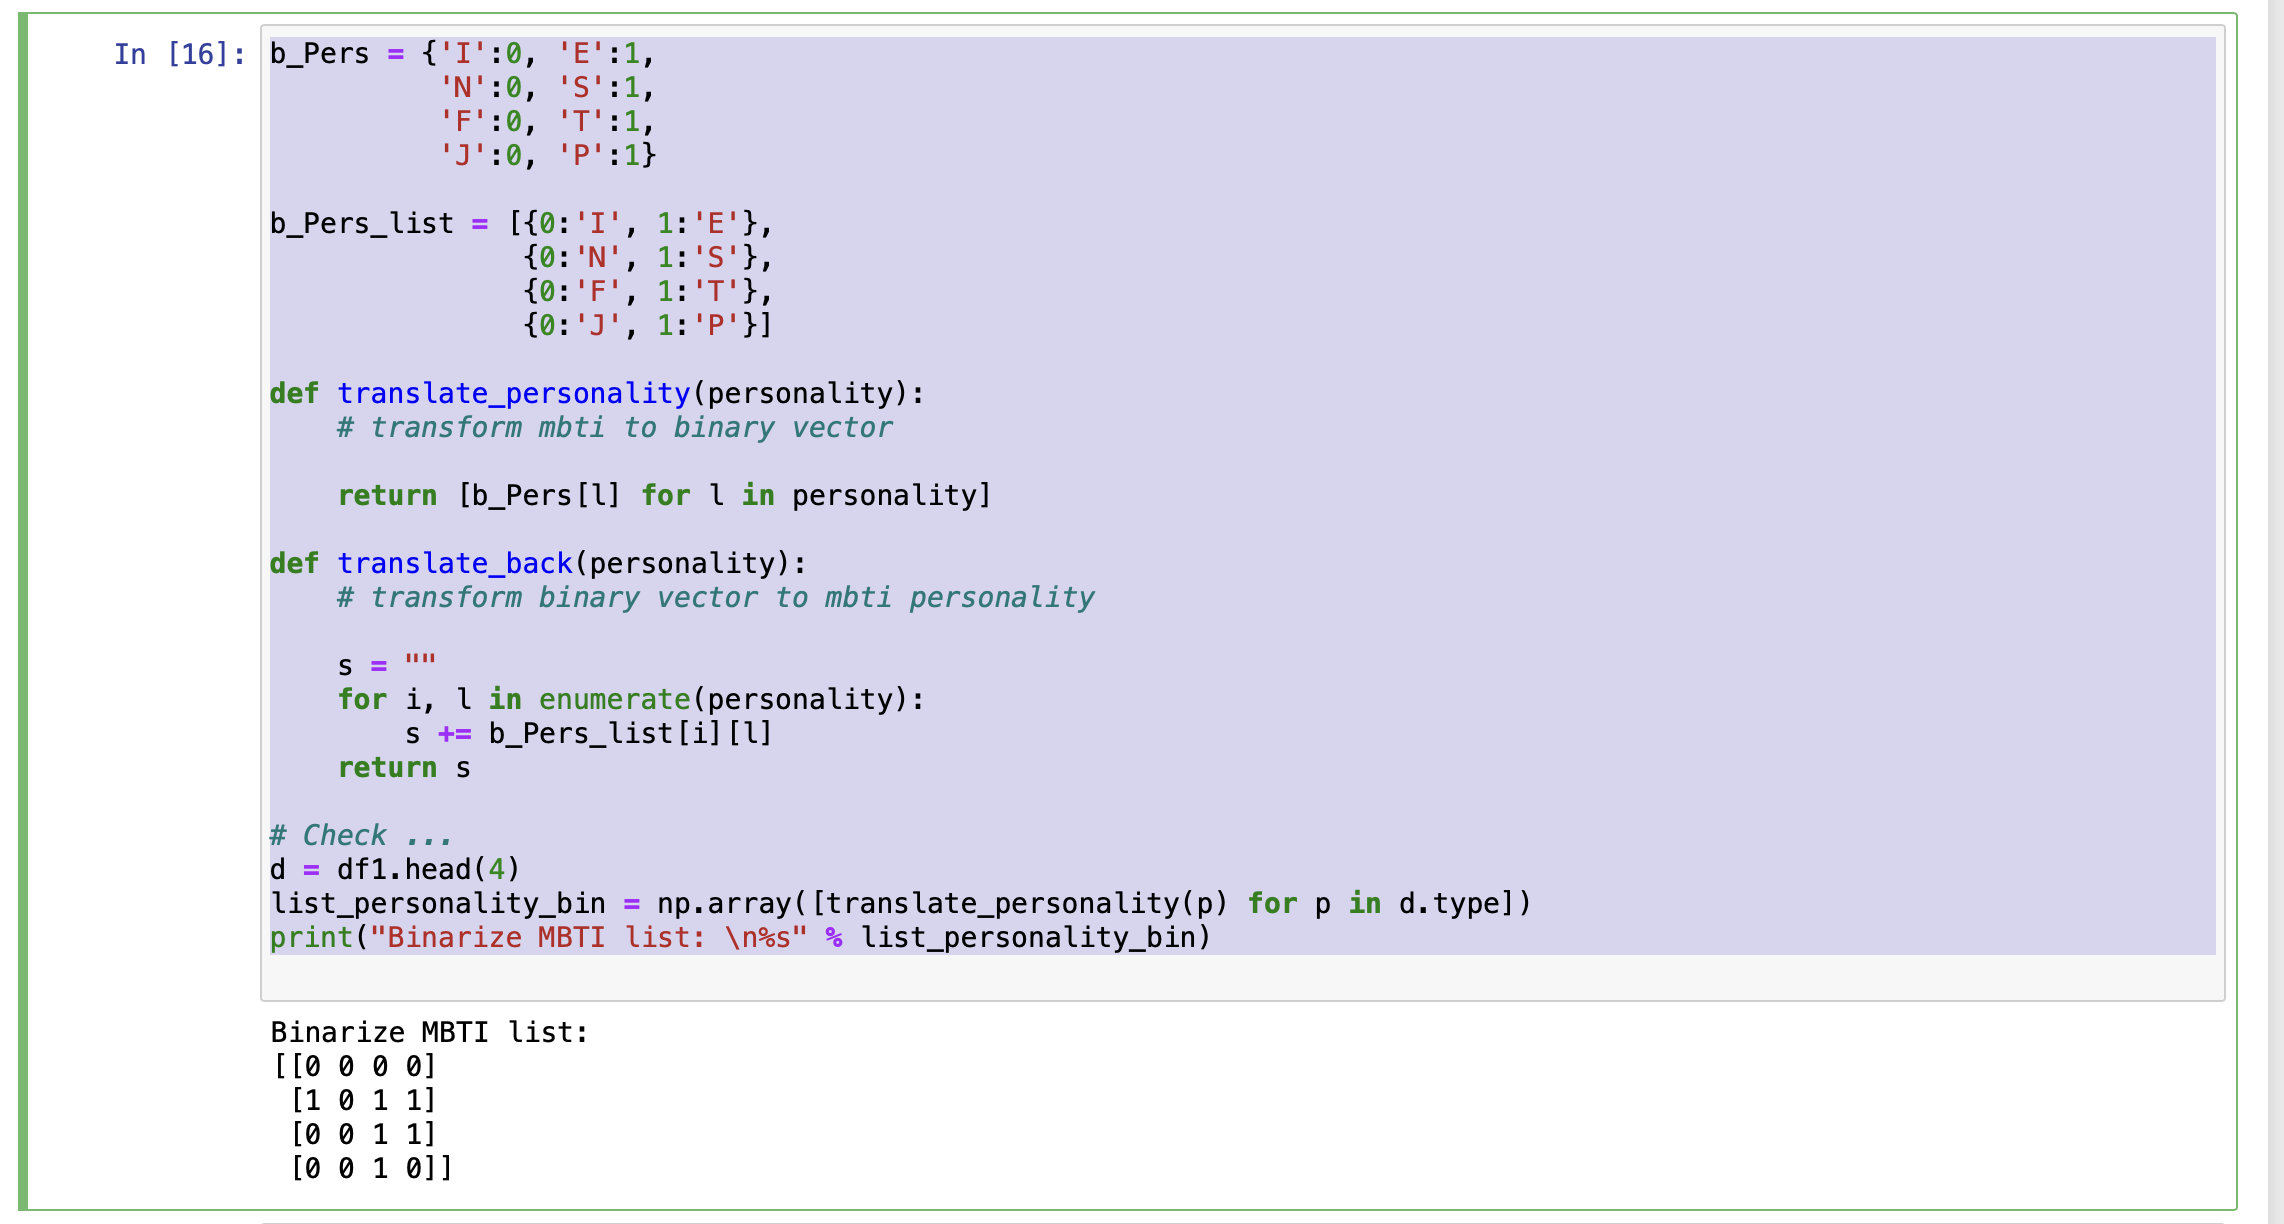 In [16]:
b_Pers = {'I':0, 'E':1,
          'N':0, 'S':1,
          'F':0, 'T':1,
          'J':0, 'P':1}

b_Pers_list = [{0:'I', 1:'E'},
               {0:'N', 1:'S'},
               {0:'F', 1:'T'},
               {0:'J', 1:'P'}]

def translate_personality(personality):
    # transform mbti to binary vector

    return [b_Pers[l] for l in personality]

def translate_back(personality):
    # transform binary vector to mbti personality

    s = ""
    for i, l in enumerate(personality):
        s += b_Pers_list[i][l]
    return s

# Check ...
d = df1.head(4)
list_personality_bin = np.array([translate_personality(p) for p in d.type])
print("Binarize MBTI list: \n%s" % list_personality_bin)

Binarize MBTI list:
[[0 0 0 0]
 [1 0 1 1]
 [0 0 1 1]
 [0 0 1 0]]